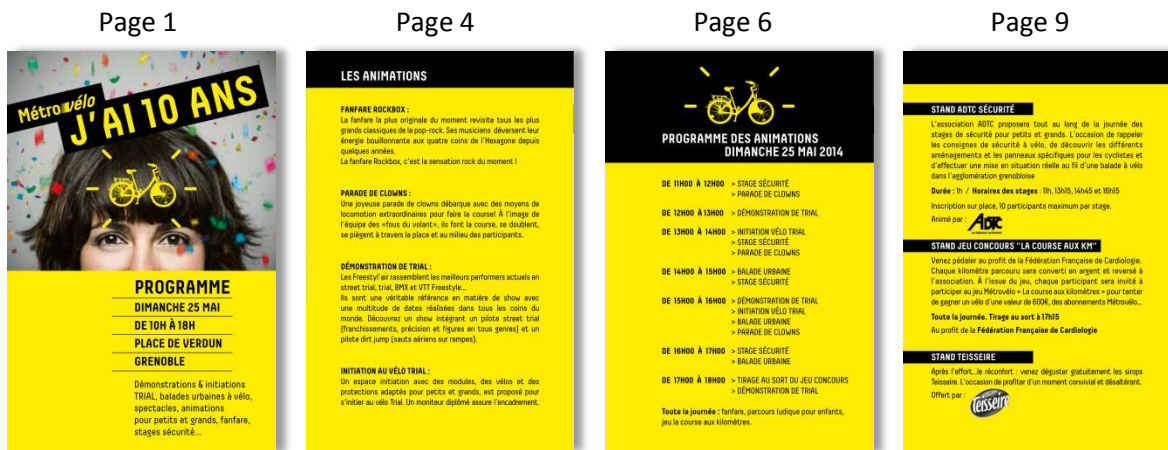 Page 1
Métrovélo
J'AI 10 ANS
PROGRAMME
DIMANCHE 25 MAI
DE 10H À 18H
PLACE DE VERDUN
GRENOBLE
Démonstrations & initiations
TRIAL, balades urbaines à vélo,
spectacles, animations
pour petits et grands, fanfare,
stages sécurité...
Page 4
LES ANIMATIONS
FANFARE ROCKBOX :
La fanfare la plus originale du moment revisite tous les plus
grands classiques de la pop-rock. Ses musiciens déversent leur
énergie bouillonnante aux quatre coins de l'Hexagone depuis
quelques années.
La fanfare Rockbox, c'est la sensation rock du moment !
PARADE DE CLOWNS :
Une joyeuse parade de clowns débarque avec des moyens de
locomotion extraordinaires pour faire la course! À l'image de
l'équipe des «fous du volant», ils font la course, se doublent,
se piègent à travers la place et au milieu des participants.
DÉMONSTRATION DE TRIAL :
Les Freestyl'air rassemblent les meilleurs performers actuels en
street trial, trial, BMX et VTT Freestyle...
Ils sont une véritable référence en matière de show avec
une multitude de dates réalisées dans tous les coins du
monde. Découvrez un show intégrant un pilote street trial
(franchissements, précision et figures en tous genres) et un
pilote dirt jump (sauts aériens sur rampes).
INITIATION AU VÉLO TRIAL :
Un espace initiation avec des modules, des vélos et des
protections adaptés pour petits et grands, est proposé pour
s'initier au vélo Trial. Un moniteur diplômé assure l'encadrement.
Page 6
PROGRAMME DES ANIMATIONS
DIMANCHE 25 MAI 2014
DE 11H00 À 12H00 > STAGE SÉCURITÉ
> PARADE DE CLOWNS
DE 12H00 À 13H00 > DÉMONSTRATION DE TRIAL
DE 13H00 À 14H00 > INITIATION VÉLO TRIAL
> STAGE SÉCURITÉ
> PARADE DE CLOWNS
DE 14H00 À 15H00 > BALADE URBAINE
> STAGE SÉCURITÉ
DE 15H00 À 16H00 > DÉMONSTRATION DE TRIAL
> INITIATION VÉLO TRIAL
> BALADE URBAINE
> PARADE DE CLOWNS
DE 16H00 À 17H00 > STAGE SÉCURITÉ
> BALADE URBAINE
DE 17H00 À 18H00 > TIRAGE AU SORT DU JEU CONCOURS
> DÉMONSTRATION DE TRIAL
Toute la journée : fanfare, parcours ludique pour enfants,
jeu la course aux kilomètres.
Page 9
STAND ADTC SÉCURITÉ
L'association ADTC proposera tout au long de la journée des
stages de sécurité pour petits et grands. L'occasion de rappeler
les consignes de sécurité à vélo, de découvrir les différents
aménagements et les panneaux spécifiques pour les cyclistes et
d'effectuer une mise en situation réelle au fil d'une balade à vélo
dans l'agglomération grenobloise
Durée : 1h / Horaires des stages : 11h, 13h15, 14h45 et 16h15
Inscription sur place, 10 participants maximum par stage.
Animé par : ADTC
STAND JEU CONCOURS "LA COURSE AUX KM"
Venez pédaler au profit de la Fédération Française de Cardiologie.
Chaque kilomètre parcouru sera converti en argent et reversé à
l'association. À l'issue du jeu, chaque participant sera invité à
participer au jeu Métrovélo « La course aux kilomètres » pour tenter
de gagner un vélo d'une valeur de 600€, des abonnements Métrovélo...
Toute la journée. Tirage au sort à 17h15
Au profit de la Fédération Française de Cardiologie
STAND TEISSEIRE
Après l'effort...le réconfort : venez déguster gratuitement les sirops
Teisseire. L'occasion de profiter d'un moment convivial et désaltérant.
Offert par : Teisseire